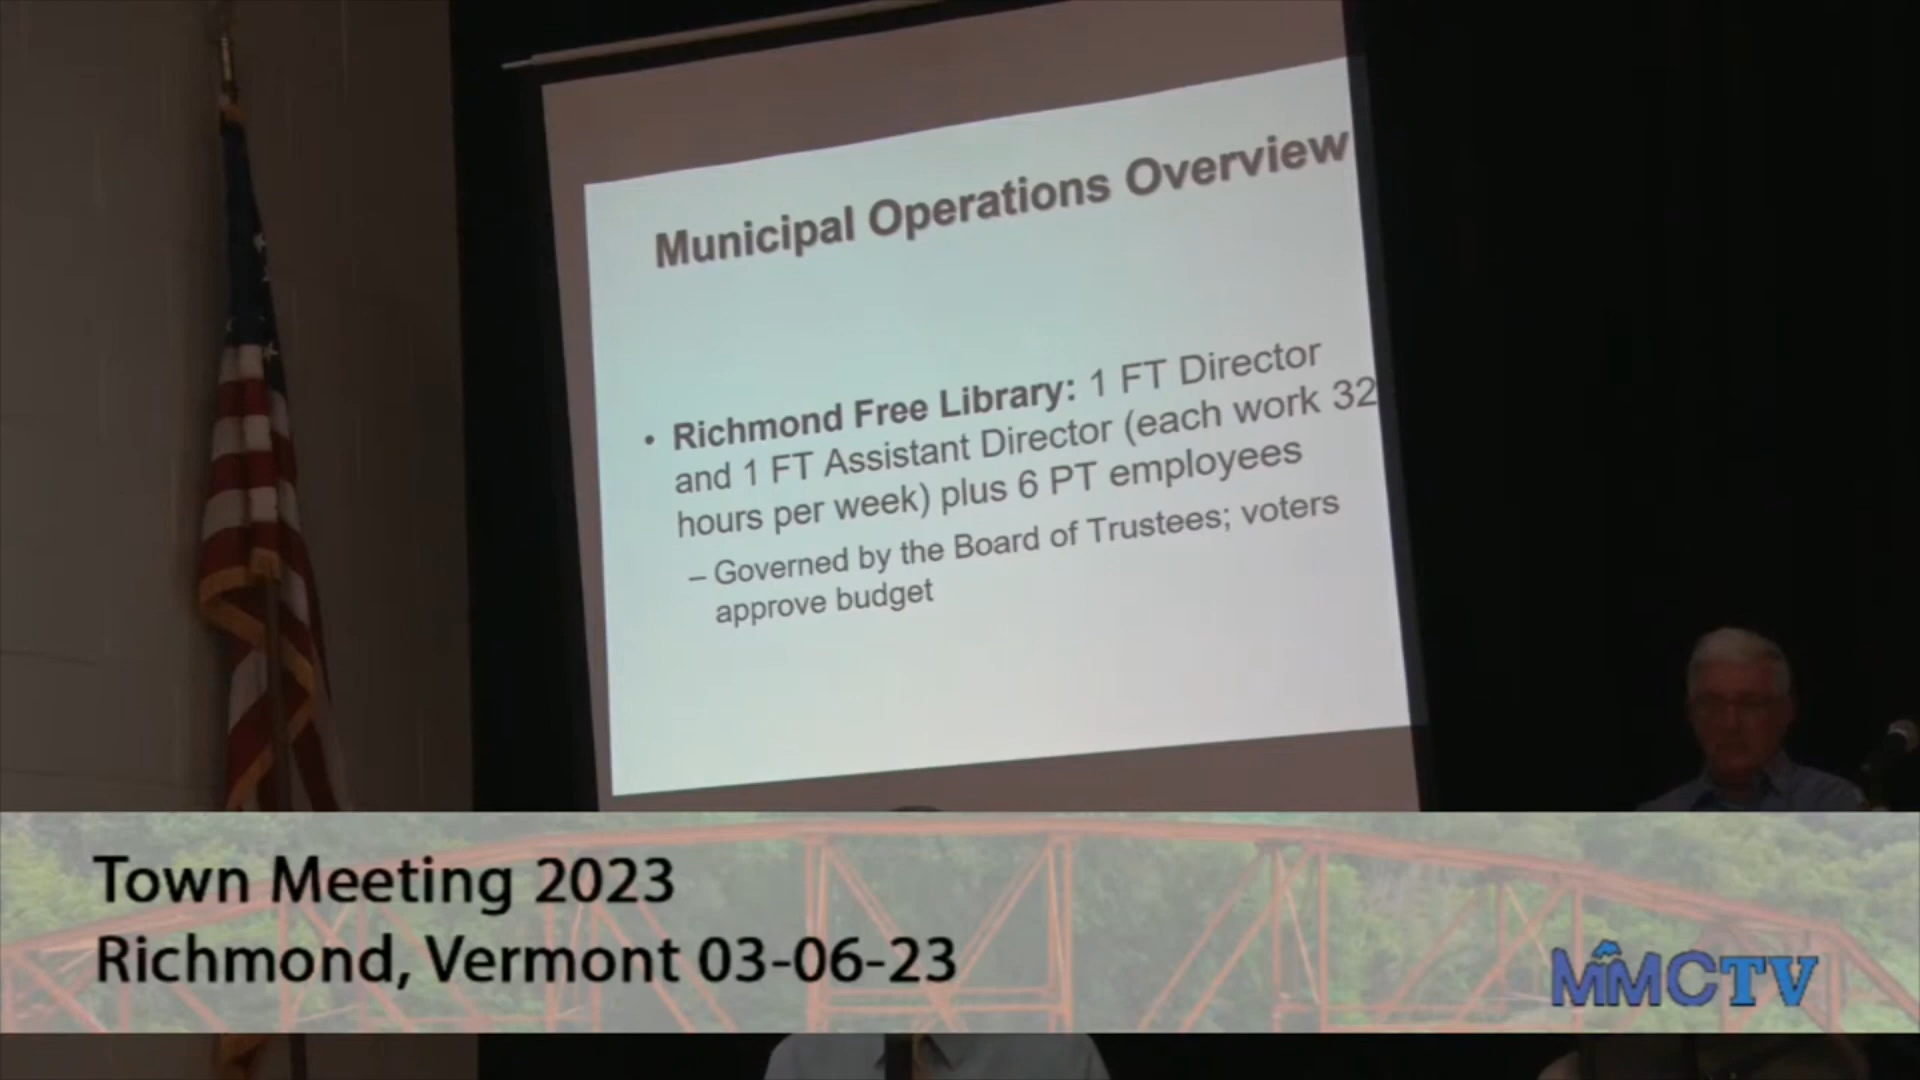 Municipal Operations Overview
• Richmond Free Library: 1 FT Director
and 1 FT Assistant Director (each work 32
hours per week) plus 6 PT employees
– Governed by the Board of Trustees; voters
approve budget
Town Meeting 2023
Richmond, Vermont 03-06-23
MMCTV